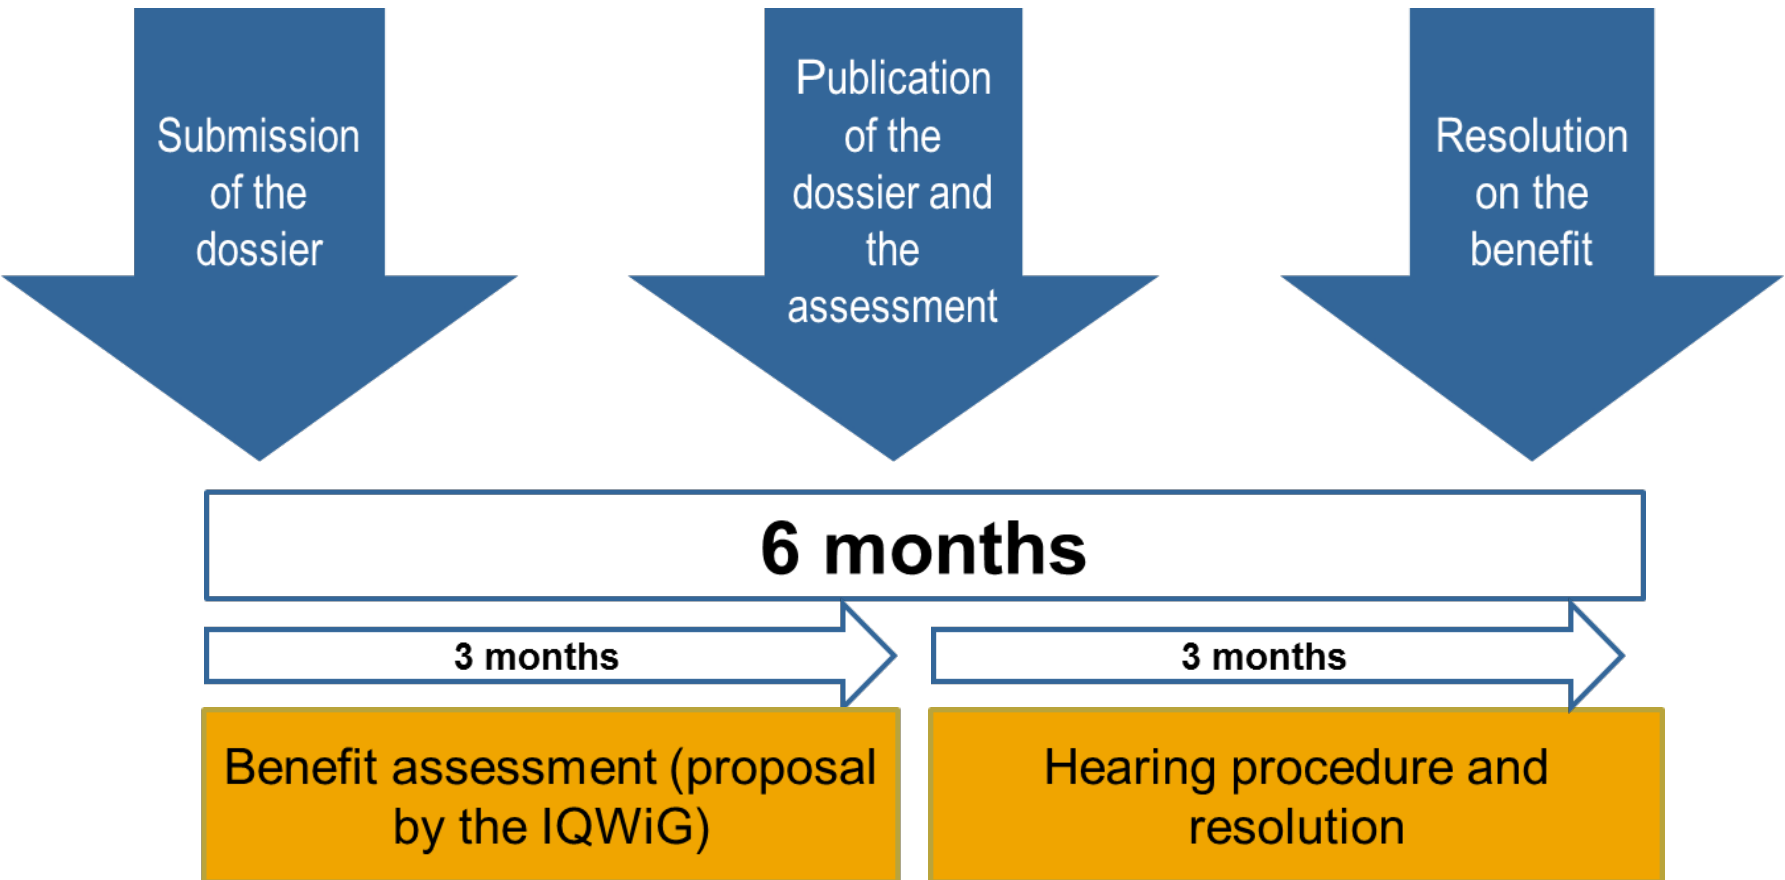 Submission
of the
dossier
Publication
of the
dossier and
the
assessment
Resolution
on the
benefit
6 months
3 months
3 months
Benefit assessment (proposal
by the IQWiG)
Hearing procedure and
resolution